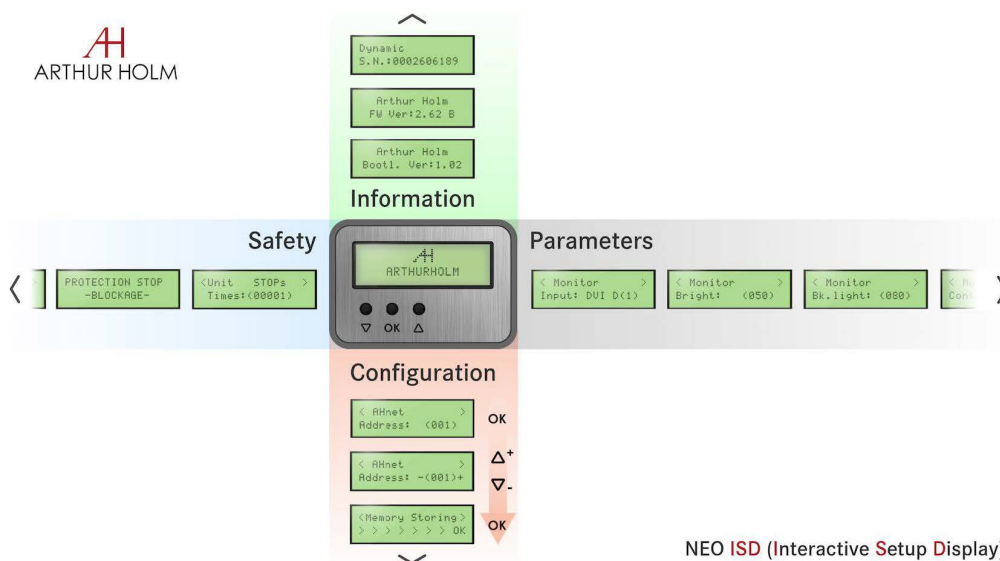 AH
ARTHUR HOLM
Dynamic
S.N.:0002606189
Arthur Holm
FW Ver:2.62 B
Arthur Holm
Bootl. Ver:1.02
Information
Safety
Parameters
PROTECTION STOP
-BLOCKAGE-
<Unit STOPs >
Times:(00001)
AH
ARTHURHOLM
OK
< Monitor >
Input: DVI D(1)
< Monitor >
Bright: (050)
< Monitor >
Bk.light: (080)
Configuration
< AHnet >
Address: (001)
OK
< AHnet >
Address: -(001)+
+
-
<Memory Storing>
> > > > > > > OK
OK
NEO ISD (Interactive Setup Display)